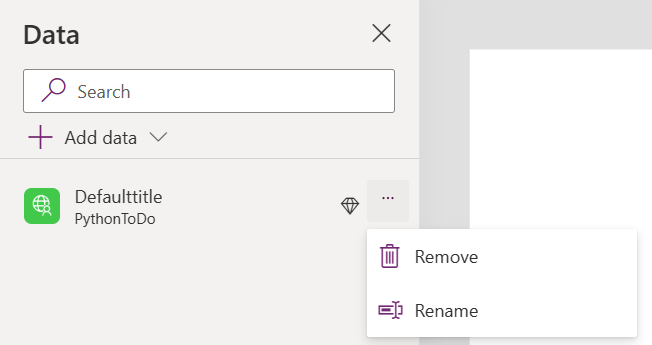 Data
Search
Add data
Defaulttitle
PythonToDo
Remove
Rename